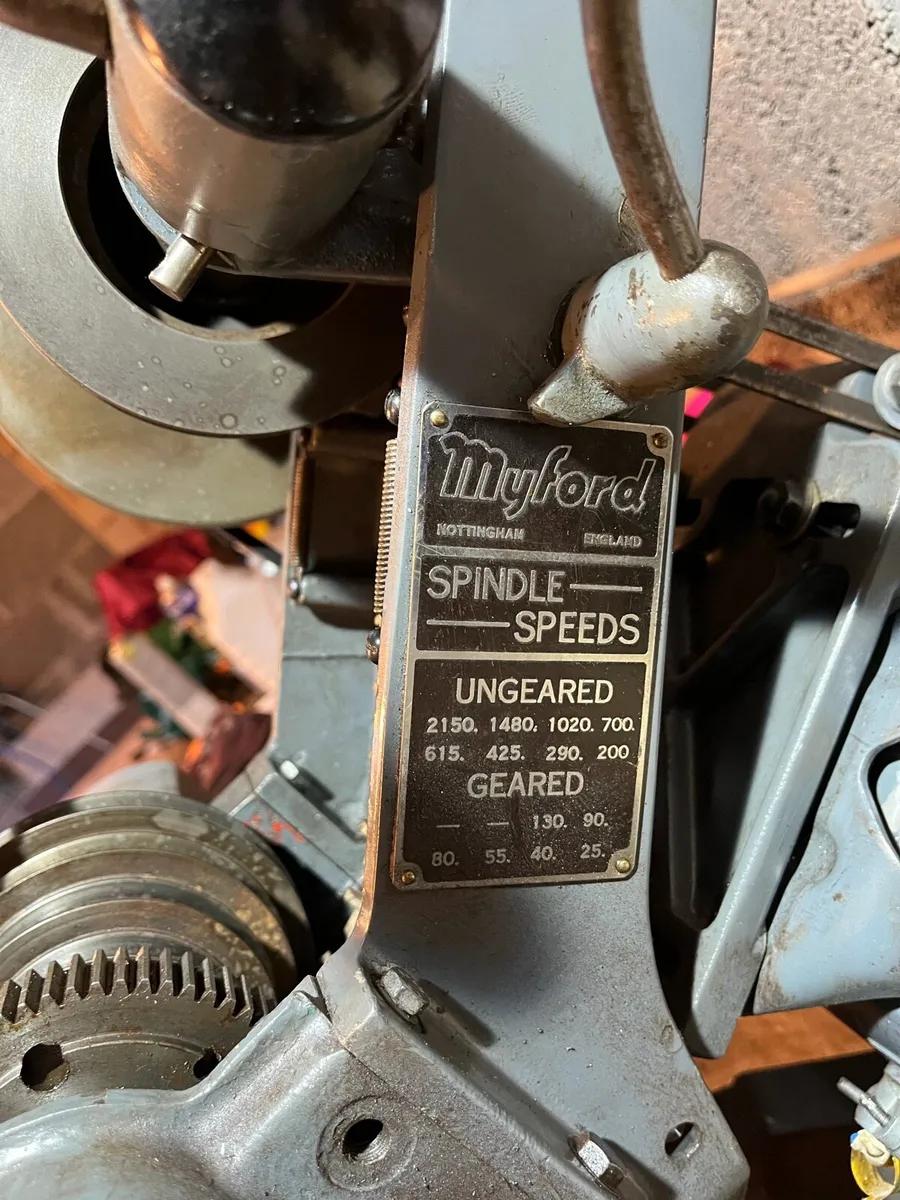 Myford
NOTTINGHAM ENGLAND
SPINDLE
SPEEDS
UNGEARED
2150. 1480. 1020. 700.
615. 425. 290. 200.
GEARED
— — 130. 90.
80. 55. 40. 25.